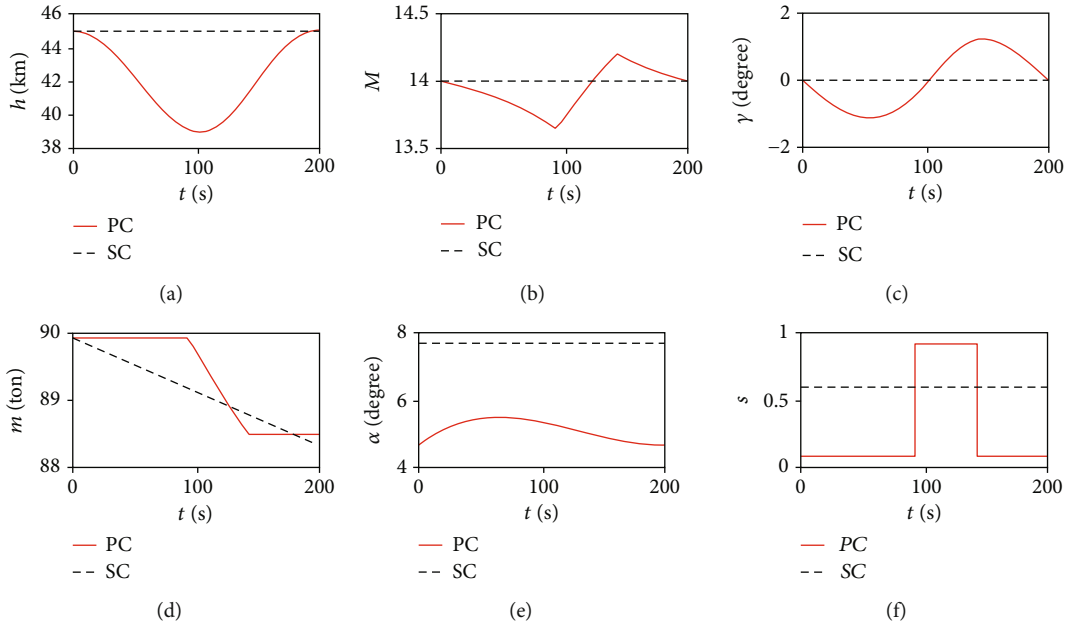 46
44
42
40
38
h (km)
0
100
200
t (s)
PC
SC
(a)
14.5
14
13.5
M
0
100
200
t (s)
PC
SC
(b)
2
0
−2
γ (degree)
0
100
200
t (s)
PC
SC
(c)
90
89
88
m (ton)
0
100
200
t (s)
PC
SC
(d)
8
6
4
α (degree)
0
100
200
t (s)
PC
SC
(e)
1
0.5
0
s
0
100
200
t (s)
PC
SC
(f)